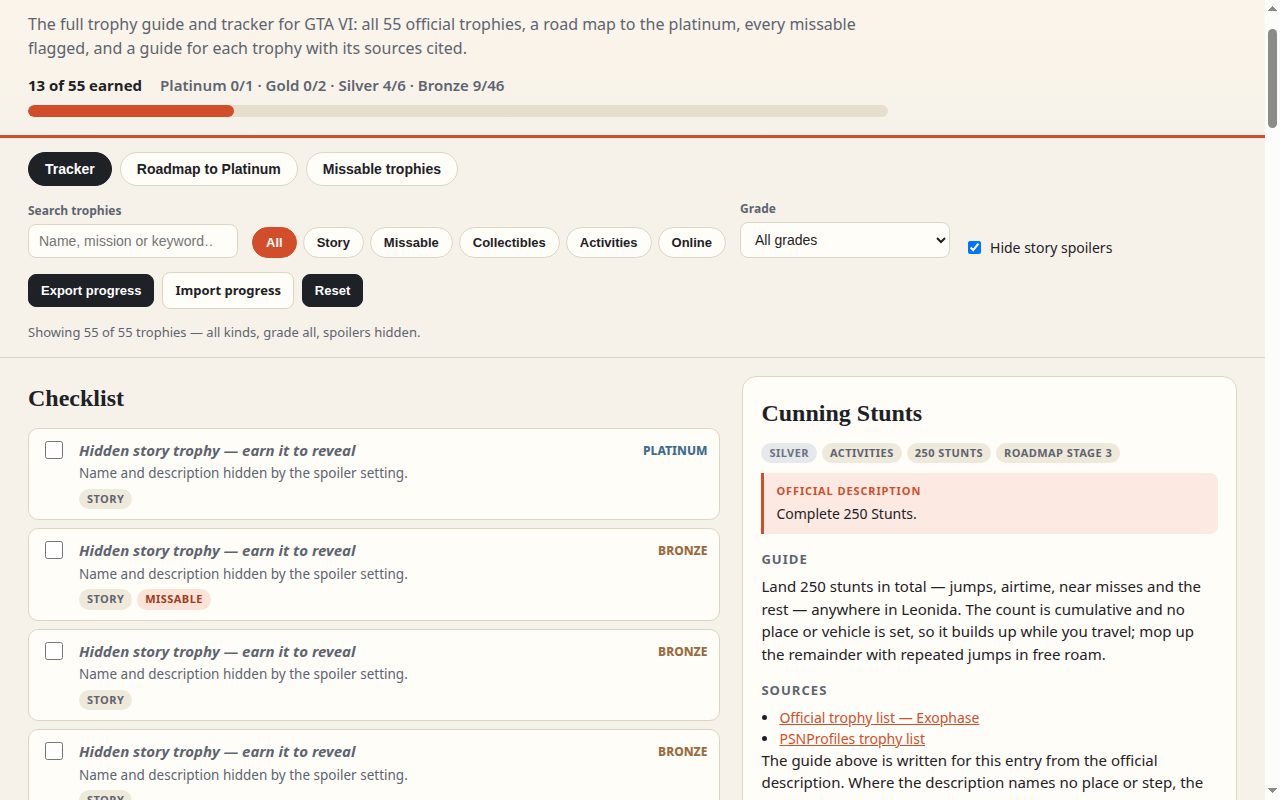 The full trophy guide and tracker for GTA VI: all 55 official trophies, a road map to the platinum, every missable
flagged, and a guide for each trophy with its sources cited.
13 of 55 earned Platinum 0/1 · Gold 0/2 · Silver 4/6 · Bronze 9/46
Tracker Roadmap to Platinum Missable trophies
Search trophies
Name, mission or keyword..
All Story Missable Collectibles Activities Online
Grade
All grades
Hide story spoilers
Export progress Import progress Reset
Showing 55 of 55 trophies — all kinds, grade all, spoilers hidden.
Checklist
Hidden story trophy — earn it to reveal PLATINUM
Name and description hidden by the spoiler setting.
STORY
Hidden story trophy — earn it to reveal BRONZE
Name and description hidden by the spoiler setting.
STORY MISSABLE
Hidden story trophy — earn it to reveal BRONZE
Name and description hidden by the spoiler setting.
STORY
Hidden story trophy — earn it to reveal BRONZE
Name and description hidden by the spoiler setting.
STORY
Cunning Stunts
SILVER ACTIVITIES 250 STUNTS ROADMAP STAGE 3
OFFICIAL DESCRIPTION
Complete 250 Stunts.
GUIDE
Land 250 stunts in total — jumps, airtime, near misses and the
rest — anywhere in Leonida. The count is cumulative and no
place or vehicle is set, so it builds up while you travel; mop up
the remainder with repeated jumps in free roam.
SOURCES
Official trophy list — Exophase
PSNProfiles trophy list
The guide above is written for this entry from the official
description. Where the description names no place or step, the